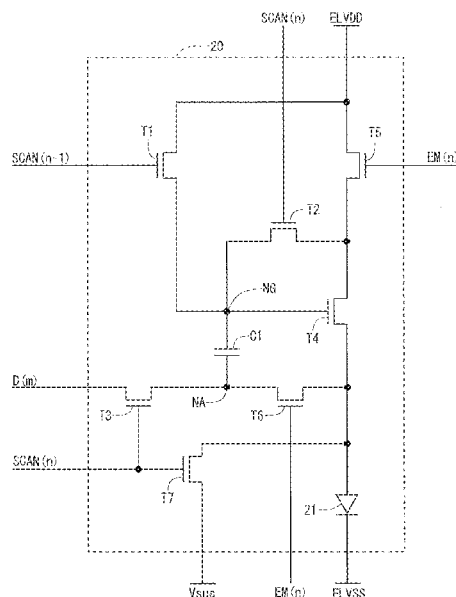 SCAN(n)
ELVDD
20
T1
T5
SCAN(n-1)
EM(n)
T2
NG
T4
C1
D(m)
T3
NA
T6
SCAN(n)
T7
21
Vsus
EM(n)
ELVSS